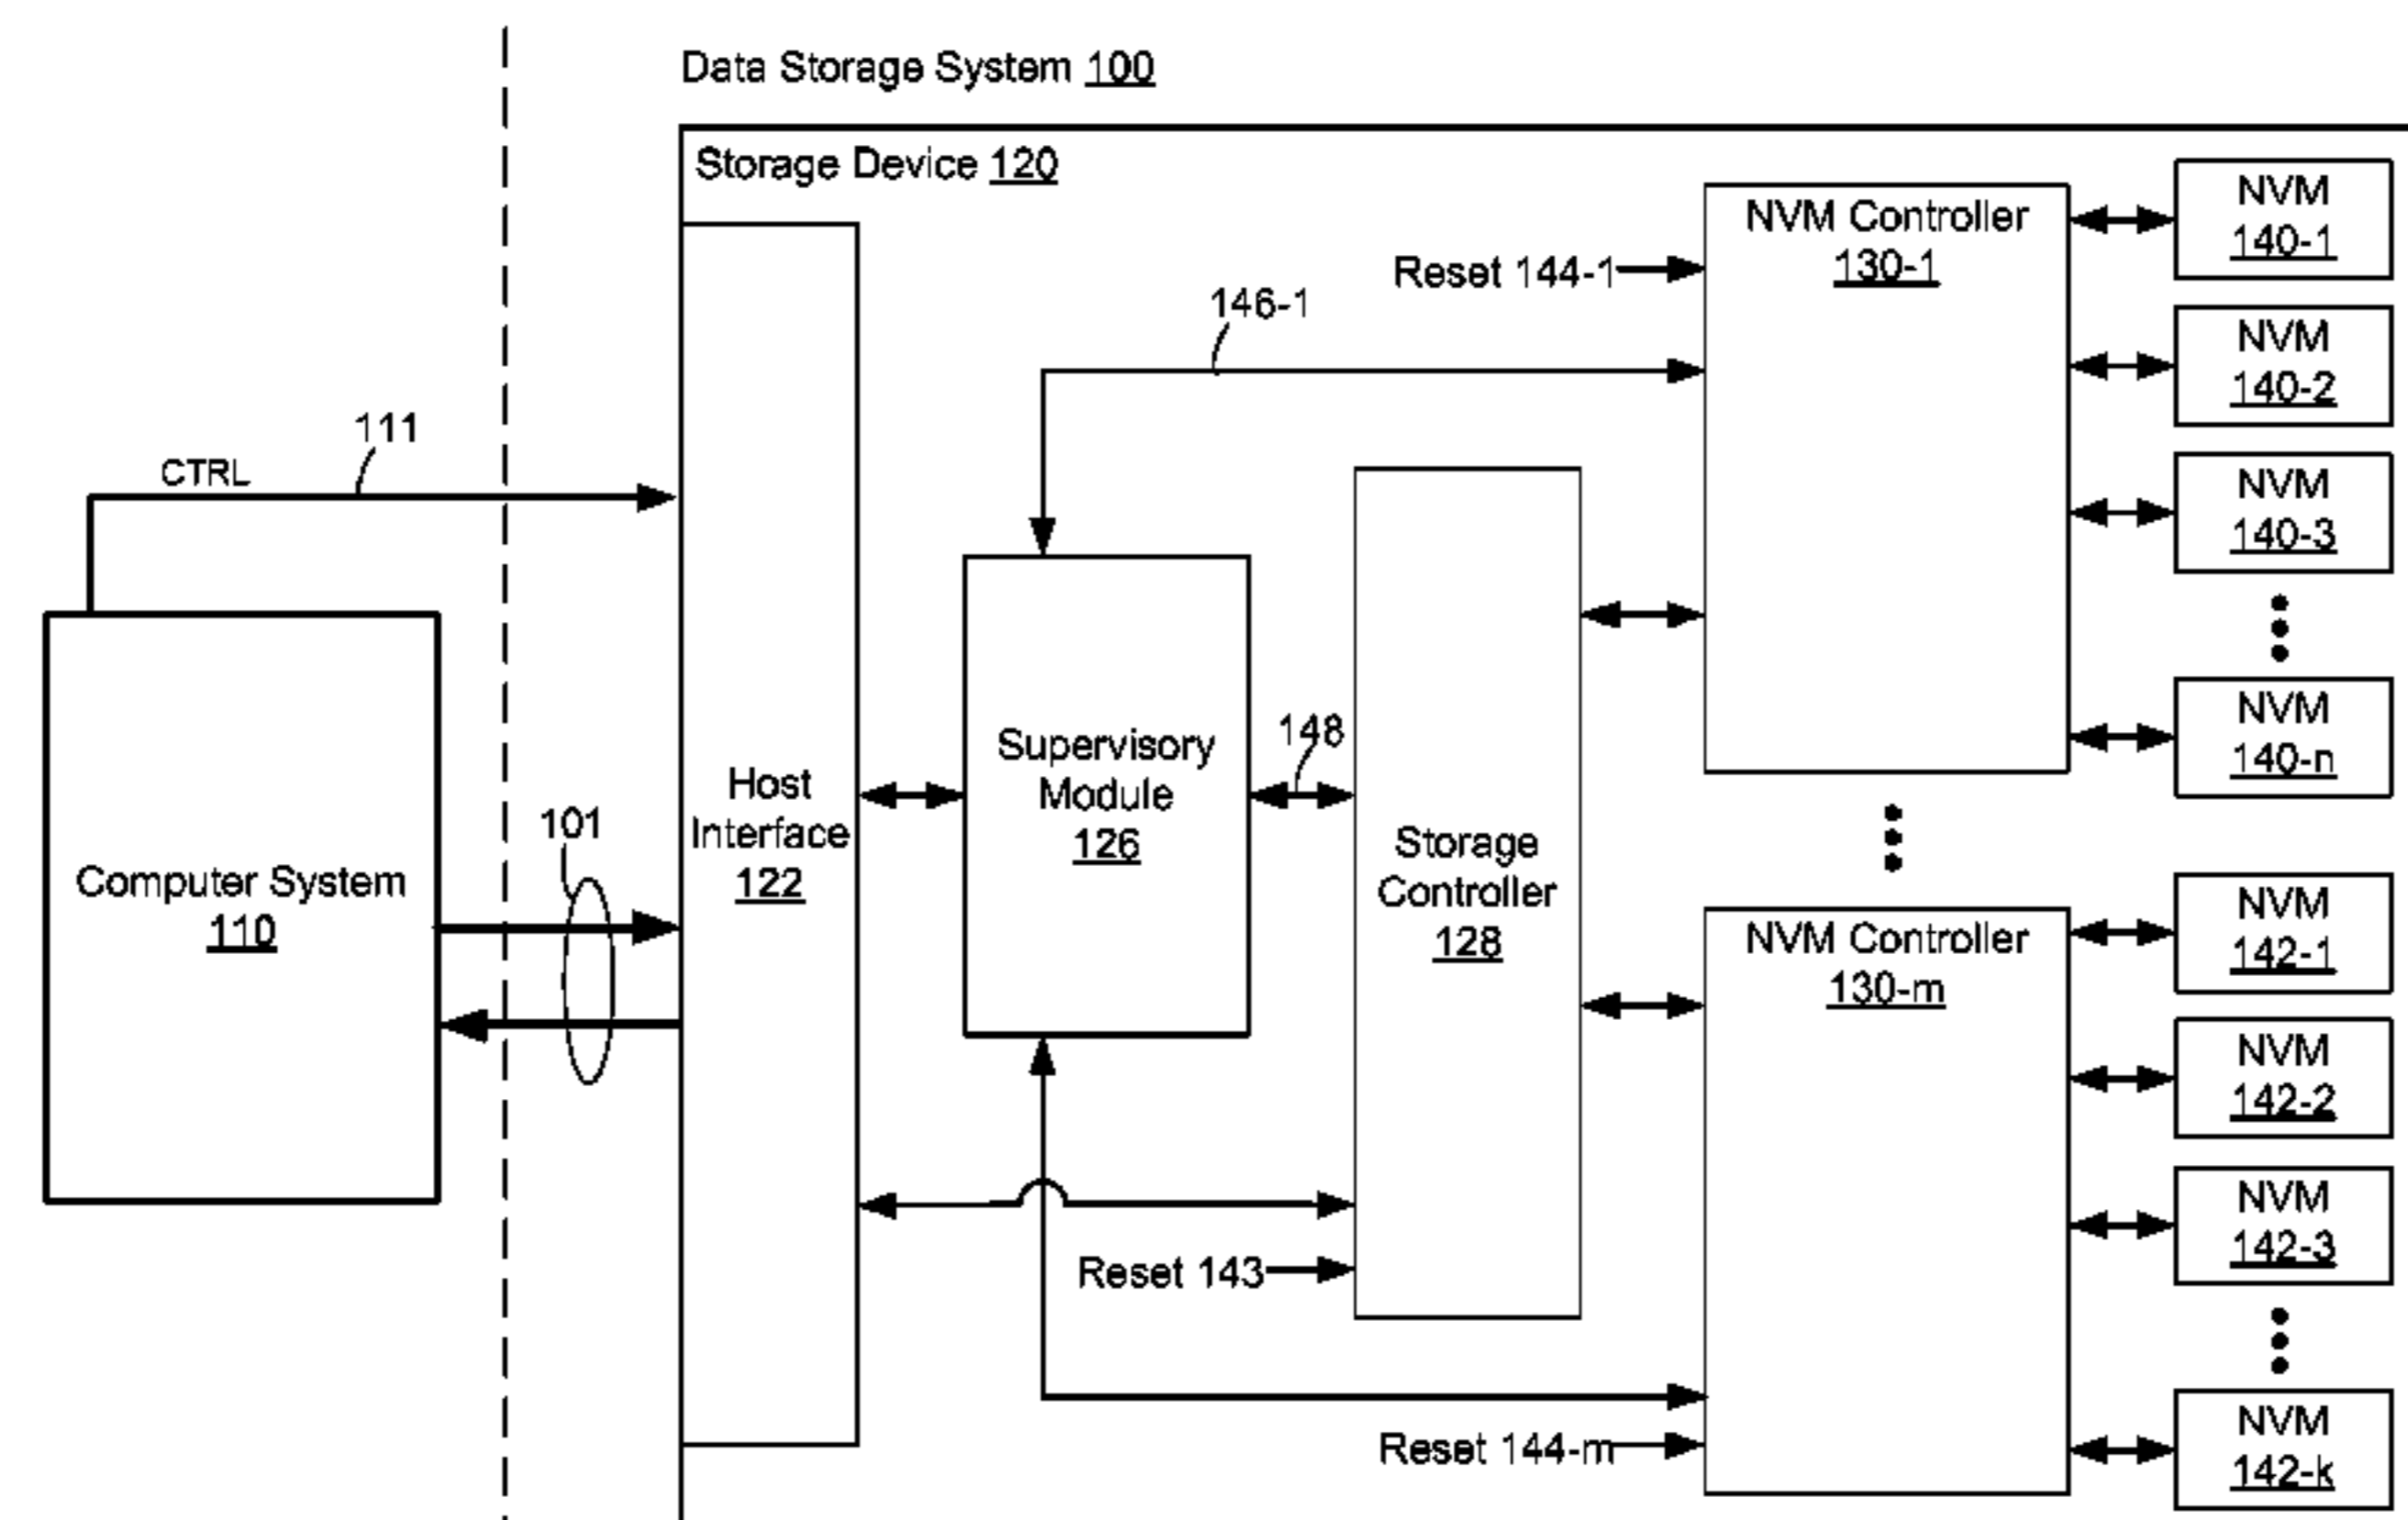 Data Storage System 100
Storage Device 120
NVM Controller
130-1
Reset 144-1
146-1
NVM
140-1
NVM
140-2
NVM
140-3
NVM
140-n
111
CTRL
Computer System
110
101
Host
Interface
122
Supervisory
Module
126
148
Storage
Controller
128
Reset 143
NVM Controller
130-m
Reset 144-m
NVM
142-1
NVM
142-2
NVM
142-3
NVM
142-k